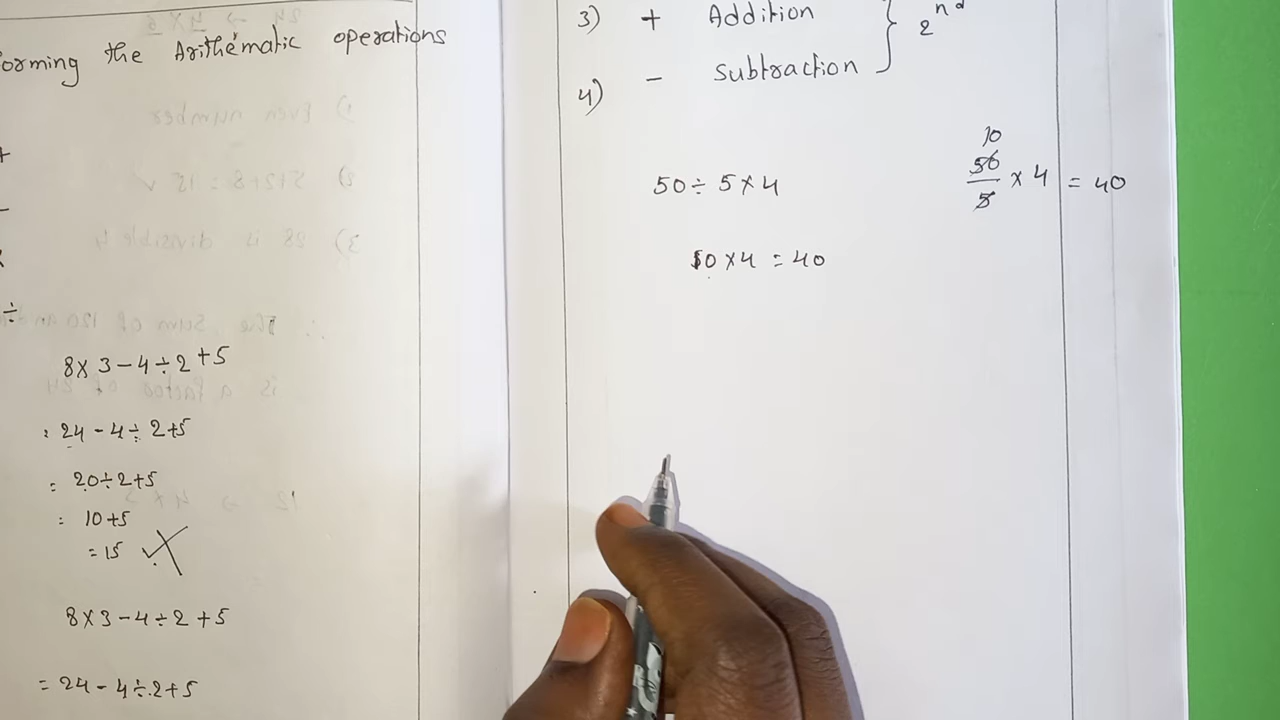 orming the Arithematic operations
+
-
÷
8 x 3 - 4 ÷ 2 + 5
: 24 - 4 ÷ 2 + 5
= 20 ÷ 2 + 5
: 10 + 5
= 15
8 x 3 - 4 ÷ 2 + 5
= 24 - 4 ÷ 2 + 5
3) + Addition
4) - Subtraction
} 2nd
50 ÷ 5 x 4
10
50/5 x 4 = 40
10 x 4 = 40